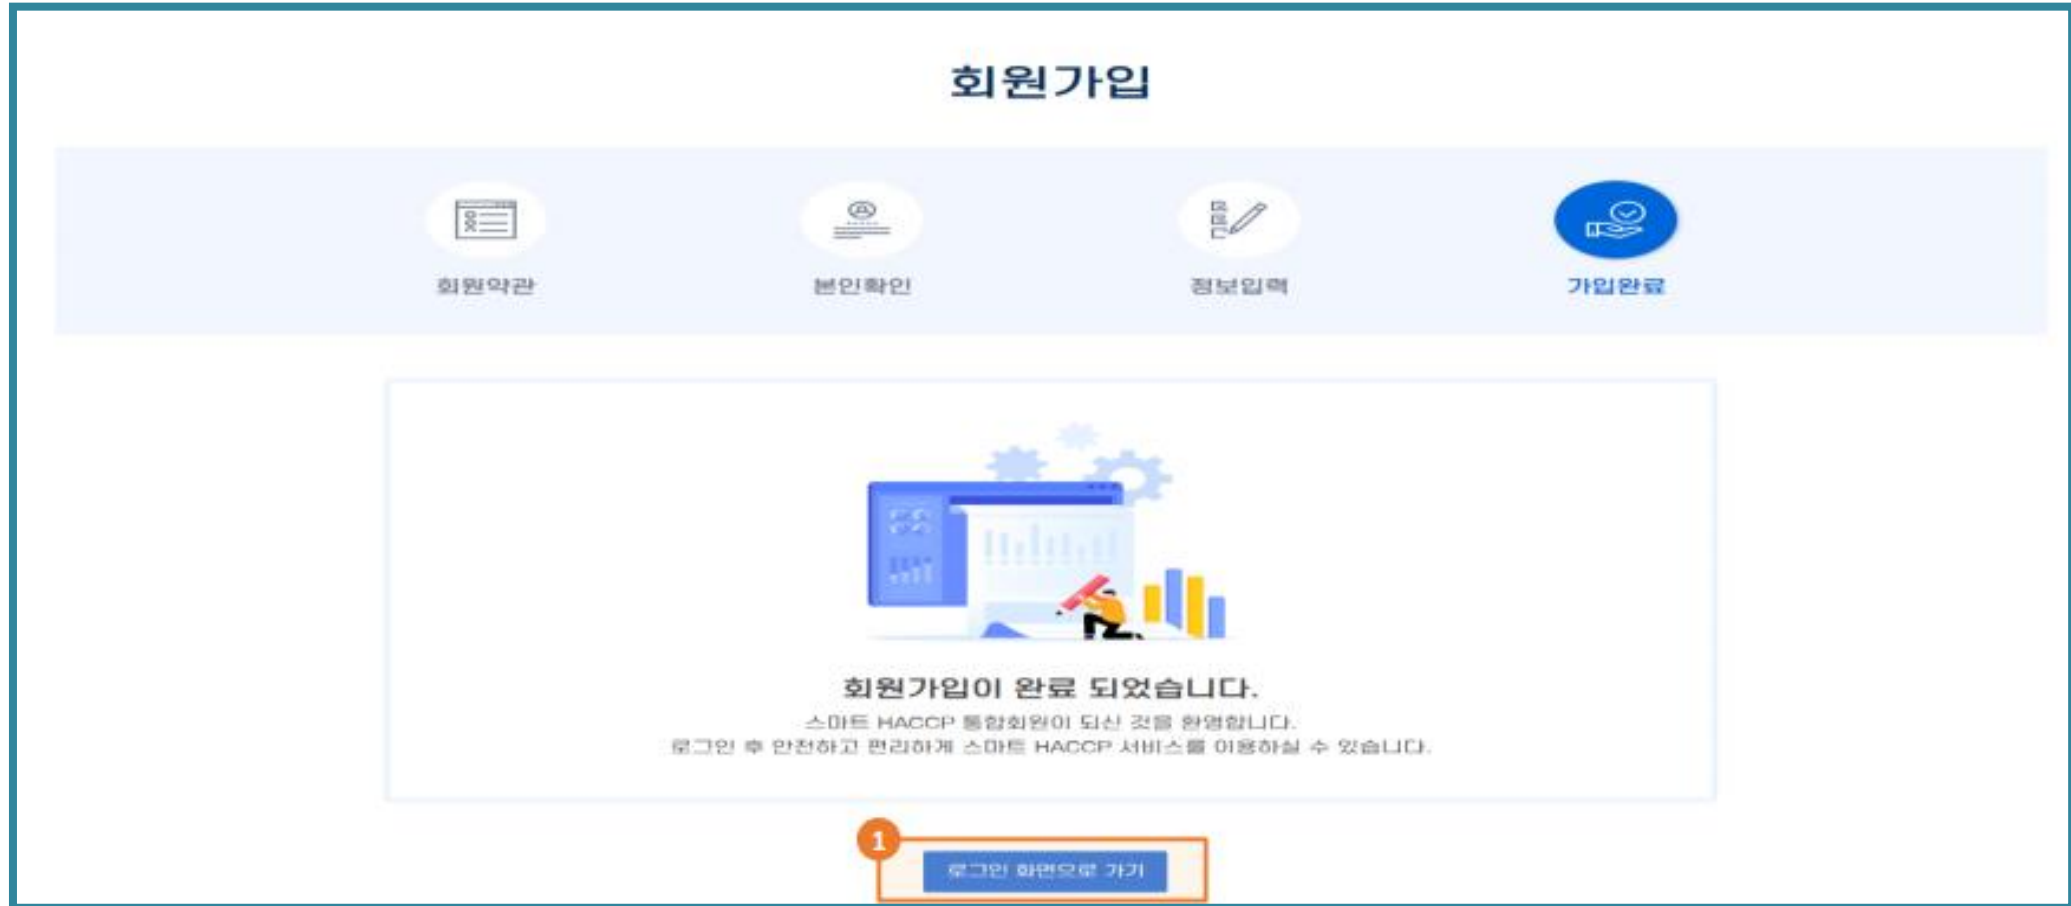 회원가입
회원약관
본인확인
정보입력
가입완료
회원가입이 완료 되었습니다.
스마트 HACCP 통합회원이 되신 것을 환영합니다.
로그인 후 안전하고 편리하게 스마트 HACCP 서비스를 이용하실 수 있습니다.
1
로그인 화면으로 가기